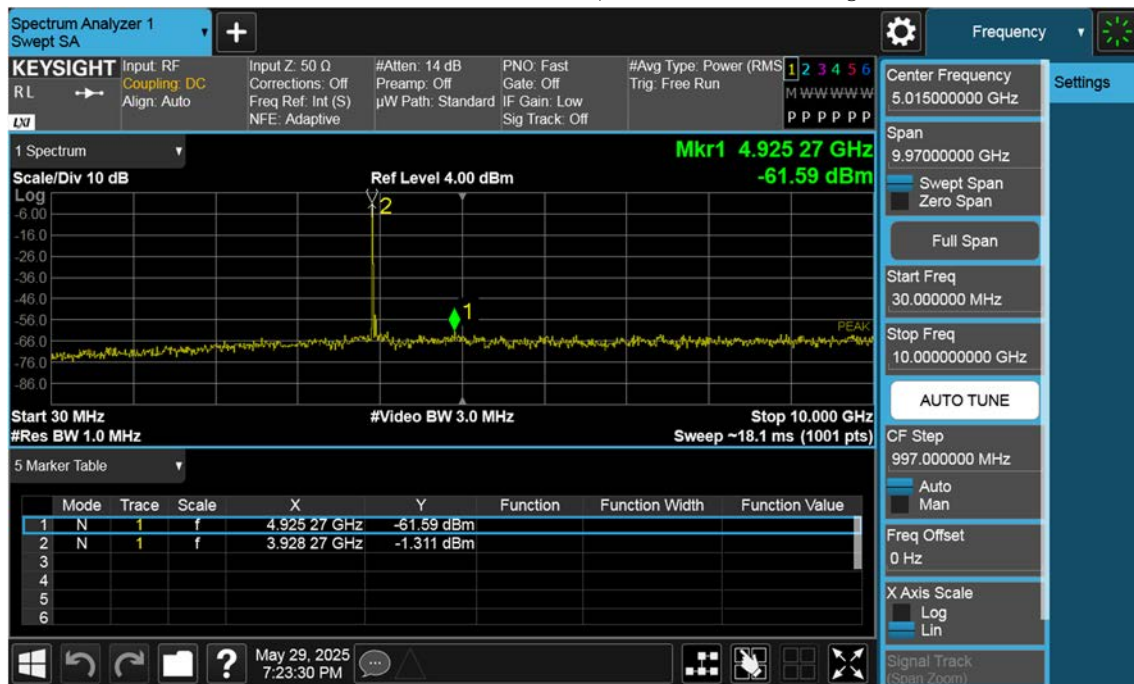 Spectrum Analyzer 1
Swept SA
Frequency
KEYSIGHT
RL
LXI
Input: RF
Coupling: DC
Align: Auto
Input Z: 50 Ω
Corrections: Off
Freq Ref: Int (S)
NFE: Adaptive
#Atten: 14 dB
Preamp: Off
µW Path: Standard
PNO: Fast
Gate: Off
IF Gain: Low
Sig Track: Off
#Avg Type: Power (RMS
Trig: Free Run
1 2 3 4 5 6
M W W W W W
P P P P P P
1 Spectrum
Mkr1 4.925 27 GHz
-61.59 dBm
Scale/Div 10 dB
Ref Level 4.00 dBm
Log
-6.00
-16.0
-26.0
-36.0
-46.0
-56.0
-66.0
-76.0
-86.0
2
1
PEAK
Start 30 MHz
#Video BW 3.0 MHz
Stop 10.000 GHz
#Res BW 1.0 MHz
Sweep ~18.1 ms (1001 pts)
5 Marker Table
Mode Trace Scale X Y Function Function Width Function Value
1 N 1 f 4.925 27 GHz -61.59 dBm
2 N 1 f 3.928 27 GHz -1.311 dBm
3
4
5
6
?
May 29, 2025
7:23:30 PM
Center Frequency
5.015000000 GHz
Span
9.97000000 GHz
Swept Span
Zero Span
Full Span
Start Freq
30.000000 MHz
Stop Freq
10.000000000 GHz
AUTO TUNE
CF Step
997.000000 MHz
Auto
Man
Freq Offset
0 Hz
X Axis Scale
Log
Lin
Signal Track
(Span Zoom)
Settings